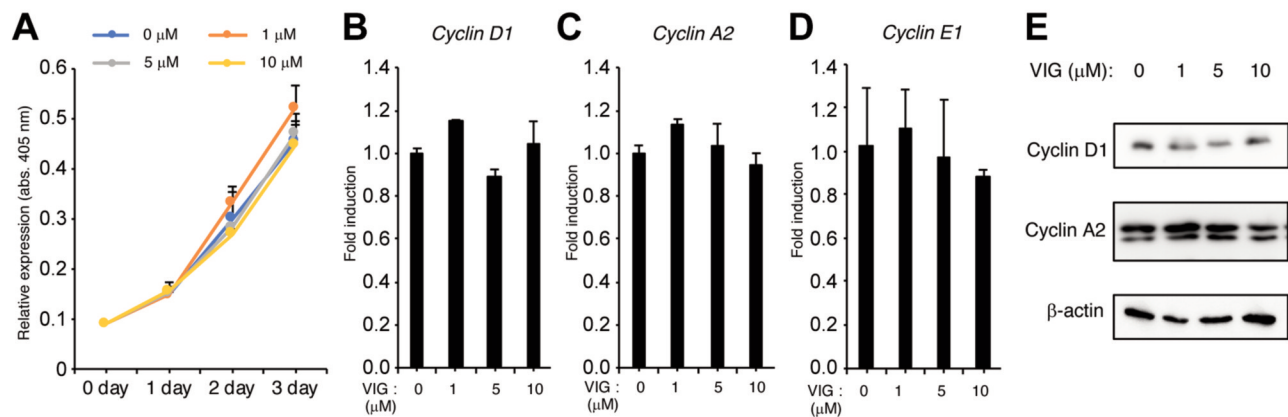 A
0 μM
1 μM
5 μM
10 μM
Relative expression (abs. 405 nm)
0.6
0.5
0.4
0.3
0.2
0.1
0
0 day
1 day
2 day
3 day
B
Cyclin D1
Fold induction
1.4
1.2
1.0
0.8
0.6
0.4
0.2
0.0
VIG :
(μM)
0
1
5
10
C
Cyclin A2
Fold induction
1.4
1.2
1.0
0.8
0.6
0.4
0.2
0.0
VIG :
(μM)
0
1
5
10
D
Cyclin E1
Fold induction
1.4
1.2
1.0
0.8
0.6
0.4
0.2
0.0
VIG :
(μM)
0
1
5
10
E
VIG (μM): 0 1 5 10
Cyclin D1
Cyclin A2
β-actin